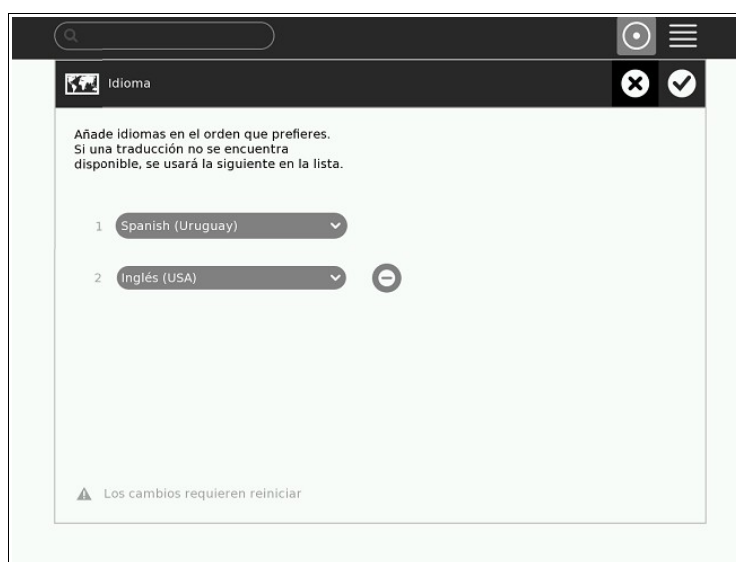 Idioma
Añade idiomas en el orden que prefieres.
Si una traducción no se encuentra
disponible, se usará la siguiente en la lista.
1 Spanish (Uruguay)
2 Inglés (USA)
Los cambios requieren reiniciar